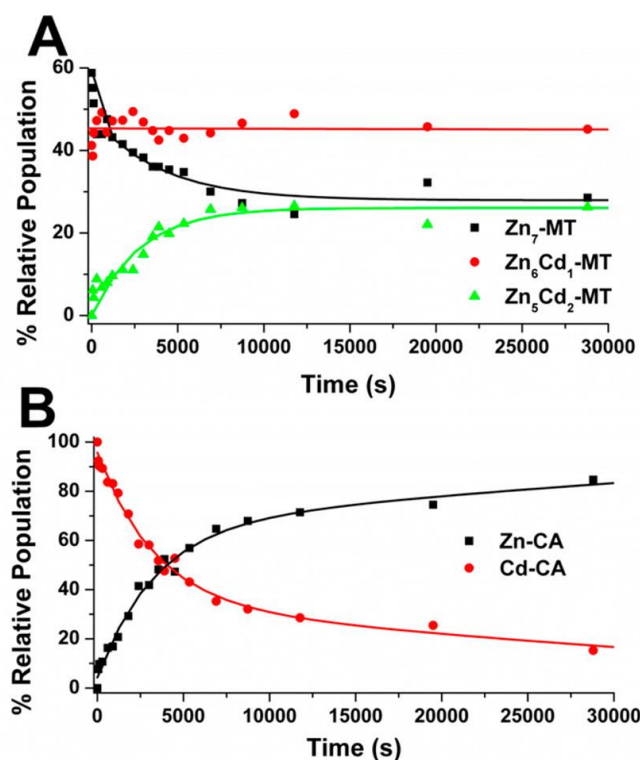 A
% Relative Population
60
40
20
0
Zn₇-MT
Zn₆Cd₁-MT
Zn₅Cd₂-MT
0 5000 10000 15000 20000 25000 30000
Time (s)
B
% Relative Population
100
80
60
40
20
0
Zn-CA
Cd-CA
0 5000 10000 15000 20000 25000 30000
Time (s)